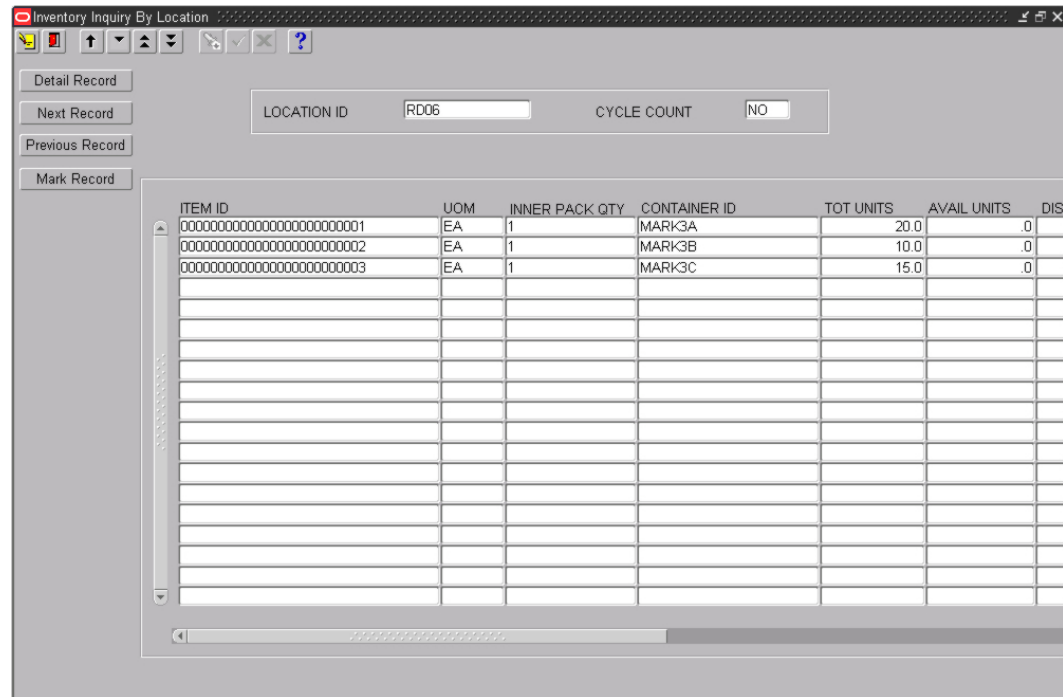 Inventory Inquiry By Location
?
Detail Record
Next Record
Previous Record
Mark Record
LOCATION ID RD06 CYCLE COUNT NO
ITEM ID UOM INNER PACK QTY CONTAINER ID TOT UNITS AVAIL UNITS DIS
0000000000000000000000001 EA 1 MARK3A 20.0 .0
0000000000000000000000002 EA 1 MARK3B 10.0 .0
0000000000000000000000003 EA 1 MARK3C 15.0 .0